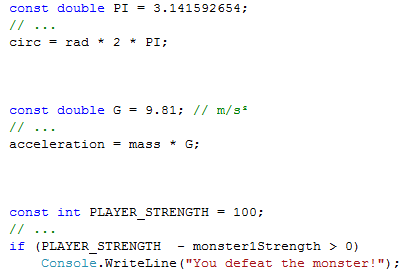 const double PI = 3.141592654;
// ...
circ = rad * 2 * PI;
const double G = 9.81; // m/s²
// ...
acceleration = mass * G;
const int PLAYER_STRENGTH = 100;
// ...
if (PLAYER_STRENGTH  - monster1Strength > 0)
    Console.WriteLine("You defeat the monster!");